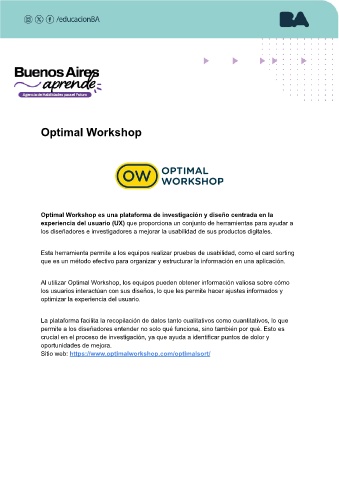 /educacionBA
BA
Buenos Aires
aprende
Agencia de Habilidades para el Futuro
Optimal Workshop
OW OPTIMAL
WORKSHOP
Optimal Workshop es una plataforma de investigación y diseño centrada en la
experiencia del usuario (UX) que proporciona un conjunto de herramientas para ayudar a
los diseñadores e investigadores a mejorar la usabilidad de sus productos digitales.
Esta herramienta permite a los equipos realizar pruebas de usabilidad, como el card sorting
que es un método efectivo para organizar y estructurar la información en una aplicación.
Al utilizar Optimal Workshop, los equipos pueden obtener información valiosa sobre cómo
los usuarios interactúan con sus diseños, lo que les permite hacer ajustes informados y
optimizar la experiencia del usuario.
La plataforma facilita la recopilación de datos tanto cualitativos como cuantitativos, lo que
permite a los diseñadores entender no solo qué funciona, sino también por qué. Esto es
crucial en el proceso de investigación, ya que ayuda a identificar puntos de dolor y
oportunidades de mejora.
Sitio web: https://www.optimalworkshop.com/optimalsort/